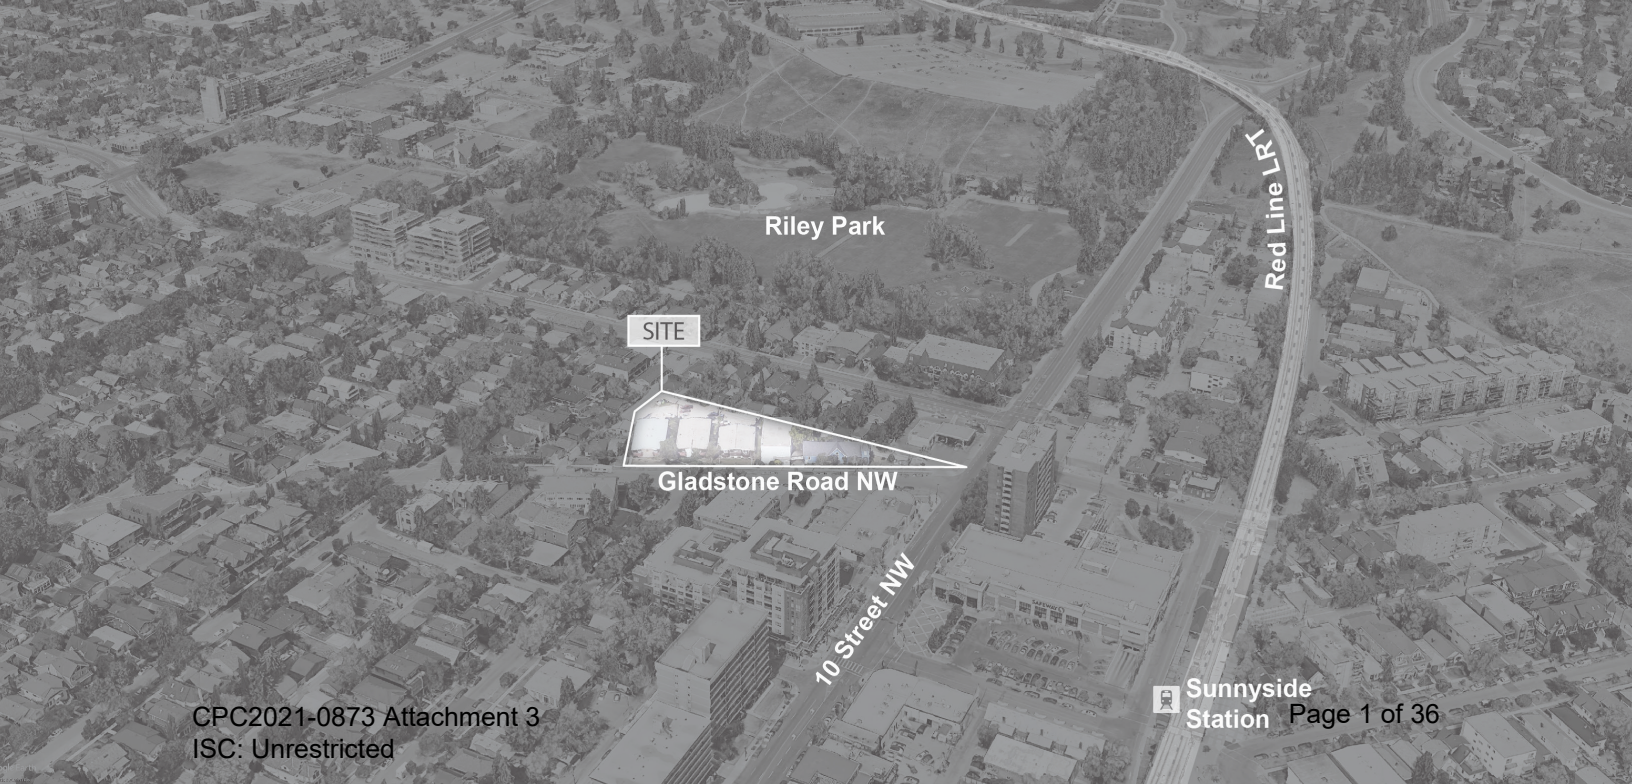 Red Line LRT
Riley Park
SITE
Gladstone Road NW
10 Street NW
SAFEWAY
Sunnyside
Station
CPC2021-0873 Attachment 3
ISC: Unrestricted
Page 1 of 36